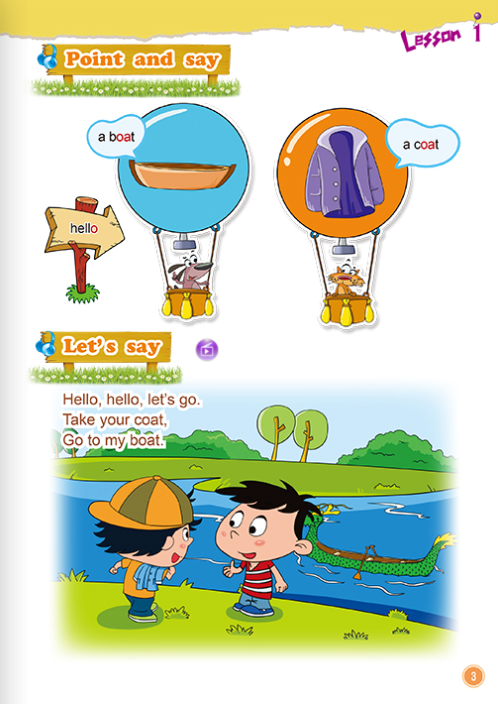 Lesson 1
Point and say
a boat
a coat
hello
Let's say
Hello, hello, let's go.
Take your coat,
Go to my boat.
3